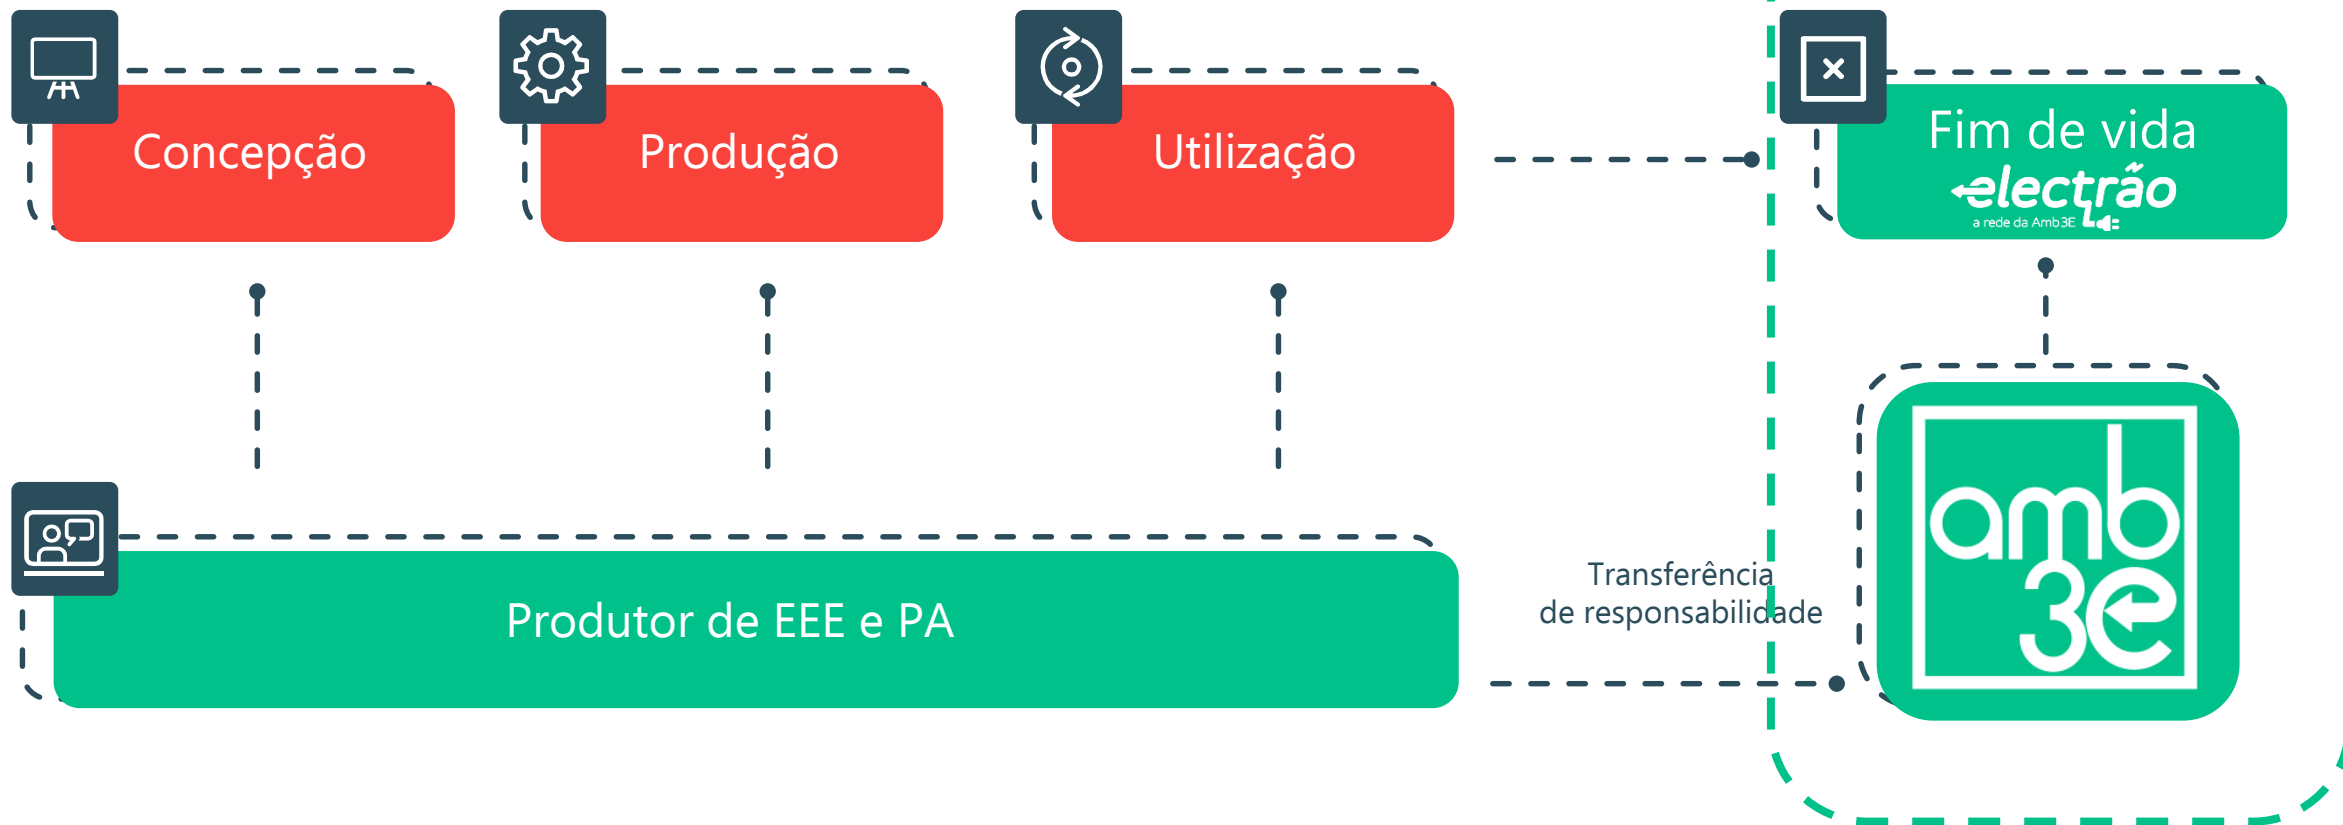 Concepção
Produção
Utilização
Fim de vida
electrão
a rede da Amb3E
Produtor de EEE e PA
Transferência
de responsabilidade
amb
3e